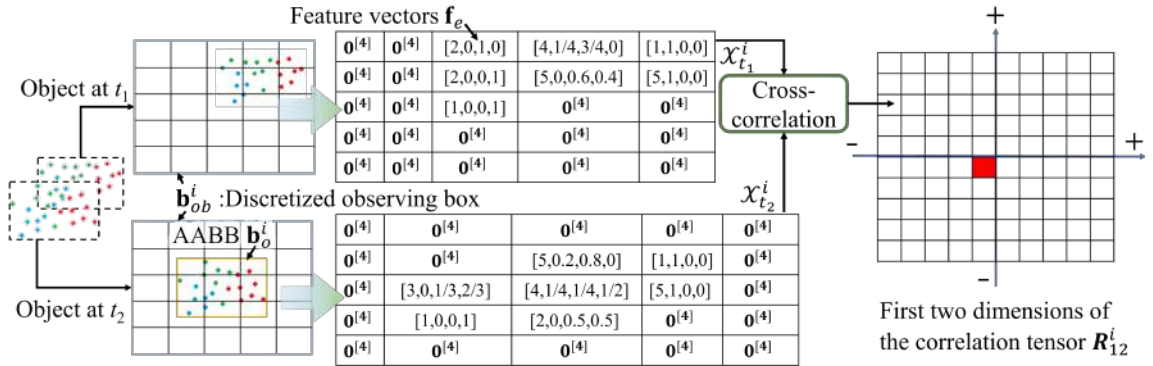 Feature vectors f_e
Object at t_1
0^[4] 0^[4] [2,0,1,0] [4,1/4,3/4,0] [1,1,0,0]
0^[4] 0^[4] [2,0,0,1] [5,0,0.6,0.4] [5,1,0,0]
0^[4] 0^[4] [1,0,0,1] 0^[4] 0^[4]
0^[4] 0^[4] 0^[4] 0^[4] 0^[4]
0^[4] 0^[4] 0^[4] 0^[4] 0^[4]
𝒳^i_{t_1}
Cross-
correlation
𝒳^i_{t_2}
b^i_{ob} :Discretized observing box
AABB b^i_o
Object at t_2
0^[4] 0^[4] 0^[4] 0^[4] 0^[4]
0^[4] 0^[4] [5,0.2,0.8,0] [1,1,0,0] 0^[4]
0^[4] [3,0,1/3,2/3] [4,1/4,1/4,1/2] [5,1,0,0] 0^[4]
0^[4] [1,0,0,1] [2,0,0.5,0.5] 0^[4] 0^[4]
0^[4] 0^[4] 0^[4] 0^[4] 0^[4]
+
- +
-
First two dimensions of
the correlation tensor R^i_{12}